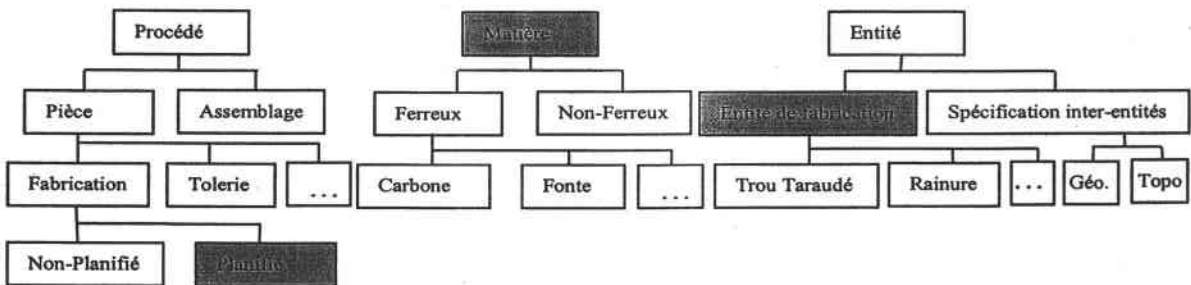 Procédé
Matière
Entité
Pièce
Assemblage
Ferreux
Non-Ferreux
Entité de fabrication
Spécification inter-entités
Fabrication
Tolerie
...
Carbone
Fonte
...
Trou Taraudé
Rainure
...
Géo.
Topo
Non-Planifié
Planifié